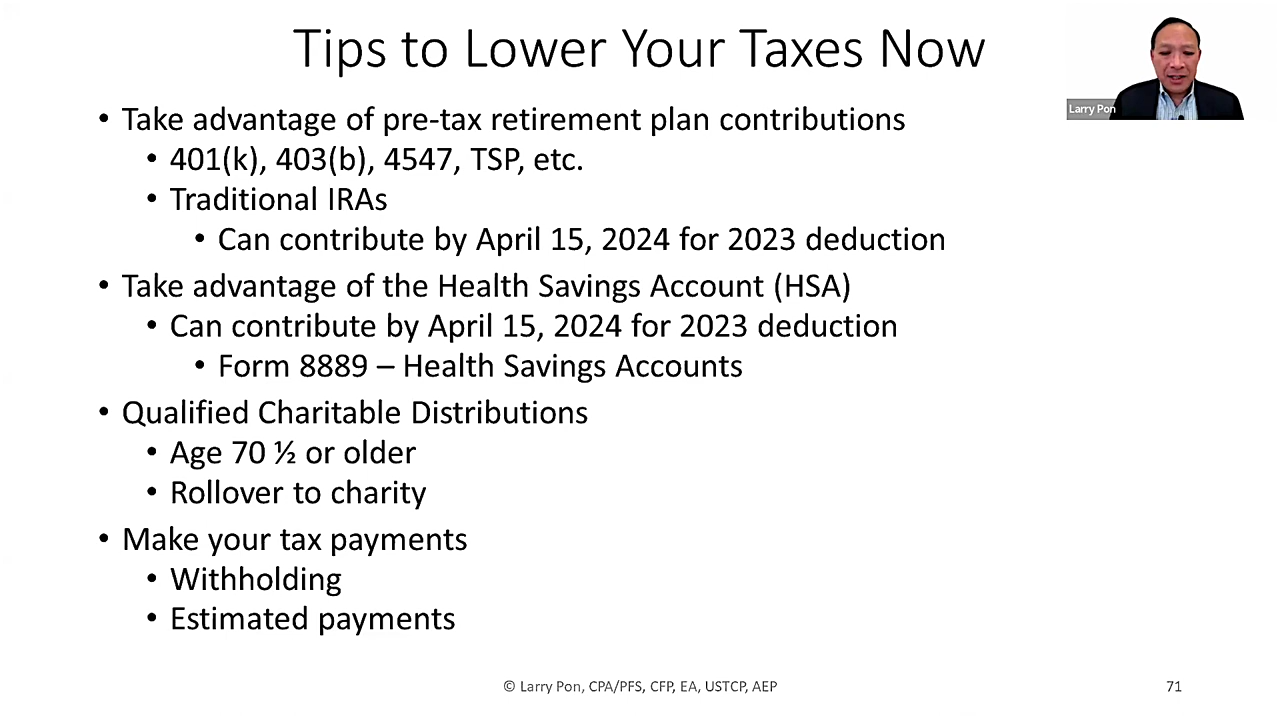 Tips to Lower Your Taxes Now
Larry Pon
• Take advantage of pre-tax retirement plan contributions
• 401(k), 403(b), 4547, TSP, etc.
• Traditional IRAs
• Can contribute by April 15, 2024 for 2023 deduction
• Take advantage of the Health Savings Account (HSA)
• Can contribute by April 15, 2024 for 2023 deduction
• Form 8889 – Health Savings Accounts
• Qualified Charitable Distributions
• Age 70 ½ or older
• Rollover to charity
• Make your tax payments
• Withholding
• Estimated payments
© Larry Pon, CPA/PFS, CFP, EA, USTCP, AEP
71